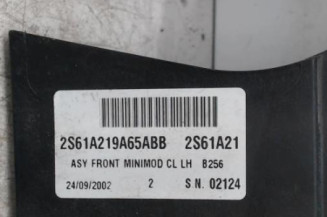 2S61A219A65ABB 2S61A21
ASY FRONT MINIMOD CL LH B256
24/09/2002 2 S.N. 02124